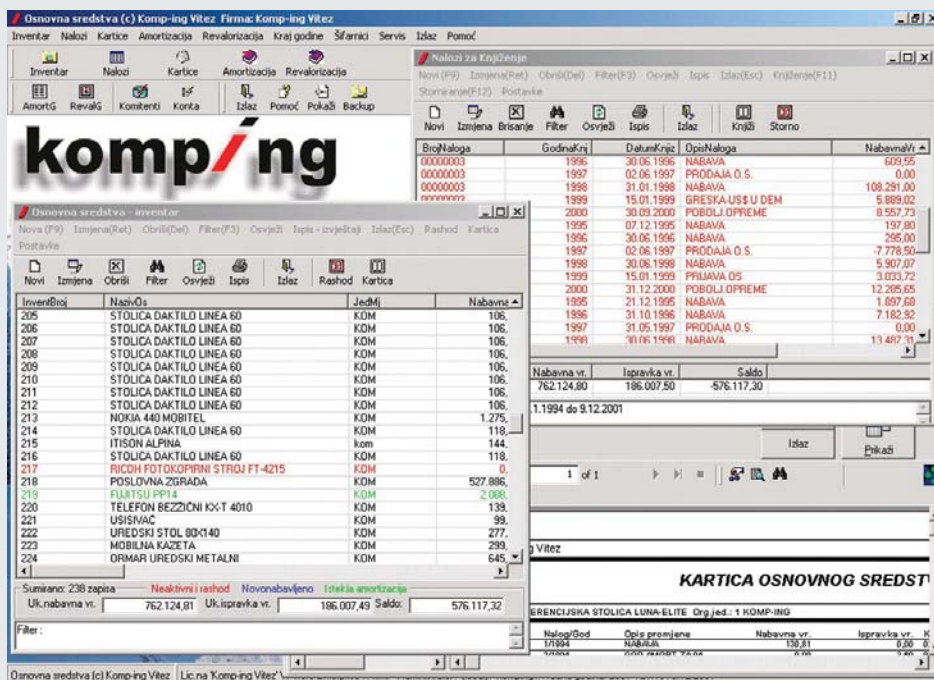 Osnovna sredstva (c) Komp-ing Vitez Firma: Komp-ing Vitez
Inventar Nalozi Kartice Amortizacija Revalorizacija Kraj godine Šifarnici Servis Izlaz Pomoć
Inventar Nalozi Kartice Amortizacija Revalorizacija
AmortG RevalG Komitenti Konta Izlaz Pomoć Pokaži Backup
komping
Nalozi za Knjiženje
Novi (F9) Izmjena(Ret) Obriši(Del) Filter(F3) Osvježi Ispis Izlaz(Esc) Knjiženje(F11)
Storniranje(F12) Postavke
Novi Izmjena Brisanje Filter Osvježi Ispis Izlaz Knjiži Storno
BrojNaloga GodinaKnj DatumKnjiz OpisNaloga NabavnaVr
00000003 1996 30.06.1996 NABAVA 609,55
00000003 1997 02.06.1997 PRODAJA O.S. 0,00
00000003 1998 31.01.1998 NABAVA 108.291,00
1999 15.01.1999 GRESKA-US$ U DEM 5.889,02
2000 30.09.2000 POBOLJ.OPREME 8.557,73
1995 07.12.1995 NABAVA 197,80
1996 30.06.1996 NABAVA 295,00
1997 02.06.1997 PRODAJA O.S. -7.778,50
1998 30.06.1998 NABAVA 5.907,07
1999 15.01.1999 PRIJAVA OS 3.033,72
2000 31.12.2000 POBOLJ.OPREME 12.285,65
1995 21.12.1995 NABAVA 1.897,68
1996 31.10.1996 NABAVA 7.182,92
1997 31.05.1997 PRODAJA O.S. 0,00
1998 30.06.1998 NABAVA 13.487,31
Nabavna vr. Ispravka vr. Saldo
762.124,80 186.007,50 -576.117,30
.1.1994 do 9.12.2001
Osnovna sredstva - inventar
Nova (F9) Izmjena(Ret) Obriši(Del) Filter(F3) Osvježi Ispis - izvještaji Izlaz(Esc) Rashod Kartica
Postavke
Novi Izmjena Obriši Filter Osvježi Ispis Izlaz Rashod Kartica
InventBroj NazivOs JedMj Nabavna
205 STOLICA DAKTILO LINEA 60 KOM 106,
206 STOLICA DAKTILO LINEA 60 KOM 106,
207 STOLICA DAKTILO LINEA 60 KOM 106,
208 STOLICA DAKTILO LINEA 60 KOM 106,
209 STOLICA DAKTILO LINEA 60 KOM 106,
210 STOLICA DAKTILO LINEA 60 KOM 106,
211 STOLICA DAKTILO LINEA 60 KOM 106,
212 STOLICA DAKTILO LINEA 60 KOM 106,
213 NOKIA 440 MOBITEL KOM 1.275,
214 STOLICA DAKTILO LINEA 60 KOM 118,
215 ITISON ALPINA kom 144,
216 STOLICA DAKTILO LINEA 60 KOM 118,
217 RICOH FOTOKOPIRNI STROJ FT-4215 KOM 0,
218 POSLOVNA ZGRADA KOM 527.886,
219 FUJITSU PP14 KOM 2.088,
220 TELEFON BEZZIČNI KX-T 4010 KOM 139,
221 USISIVAČ KOM 99,
222 UREDSKI STOL 80X140 KOM 277,
223 MOBILNA KAZETA KOM 299,
224 ORMAR UREDSKI METALNI KOM 645,
Sumirano: 238 zapisa Neaktivni i rashod Novonabavljeno Istekla amortizacija
Uk.nabavna vr. 762.124,81 Uk.ispravka vr. 186.007,49 Saldo: 576.117,32
Filter :
Izlaz Prikaži
1 of 1
ng Vitez
KARTICA OSNOVNOG SREDST
ERENCIJSKA STOLICA LUNA-ELITE Org.jed.: 1 KOMP-ING
Nalog/God Opis promjene Nabavna vr. Ispravka vr. K
1/1994 NABAVA 130,81 0,00
Osnovna sredstva (c) Komp-ing Vitez Lic.na 'Komp-ing Vitez'